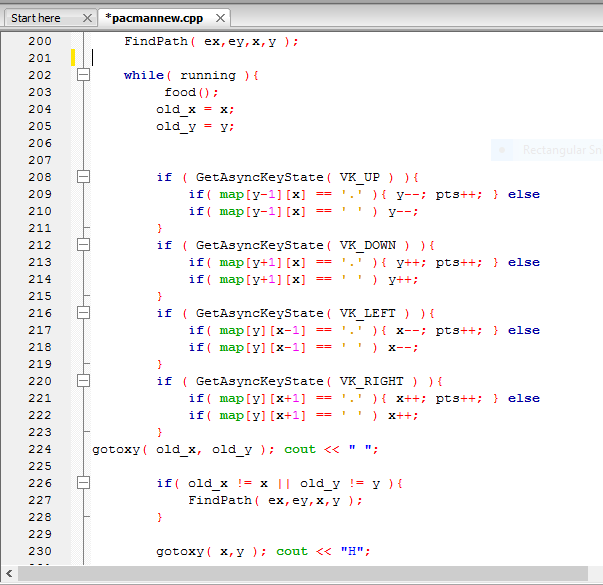 Start here
*pacmannew.cpp
200 FindPath( ex,ey,x,y );
201
202 while( running ){
203 food();
204 old_x = x;
205 old_y = y;
206
Rectangular Sn
207
208 if ( GetAsyncKeyState( VK_UP ) ){
209 if( map[y-1][x] == '.' ){ y--; pts++; } else
210 if( map[y-1][x] == ' ' ) y--;
211 }
212 if ( GetAsyncKeyState( VK_DOWN ) ){
213 if( map[y+1][x] == '.' ){ y++; pts++; } else
214 if( map[y+1][x] == ' ' ) y++;
215 }
216 if ( GetAsyncKeyState( VK_LEFT ) ){
217 if( map[y][x-1] == '.' ){ x--; pts++; } else
218 if( map[y][x-1] == ' ' ) x--;
219 }
220 if ( GetAsyncKeyState( VK_RIGHT ) ){
221 if( map[y][x+1] == '.' ){ x++; pts++; } else
222 if( map[y][x+1] == ' ' ) x++;
223 }
224 gotoxy( old_x, old_y ); cout << " ";
225
226 if( old_x != x || old_y != y ){
227 FindPath( ex,ey,x,y );
228 }
229
230 gotoxy( x,y ); cout << "H";